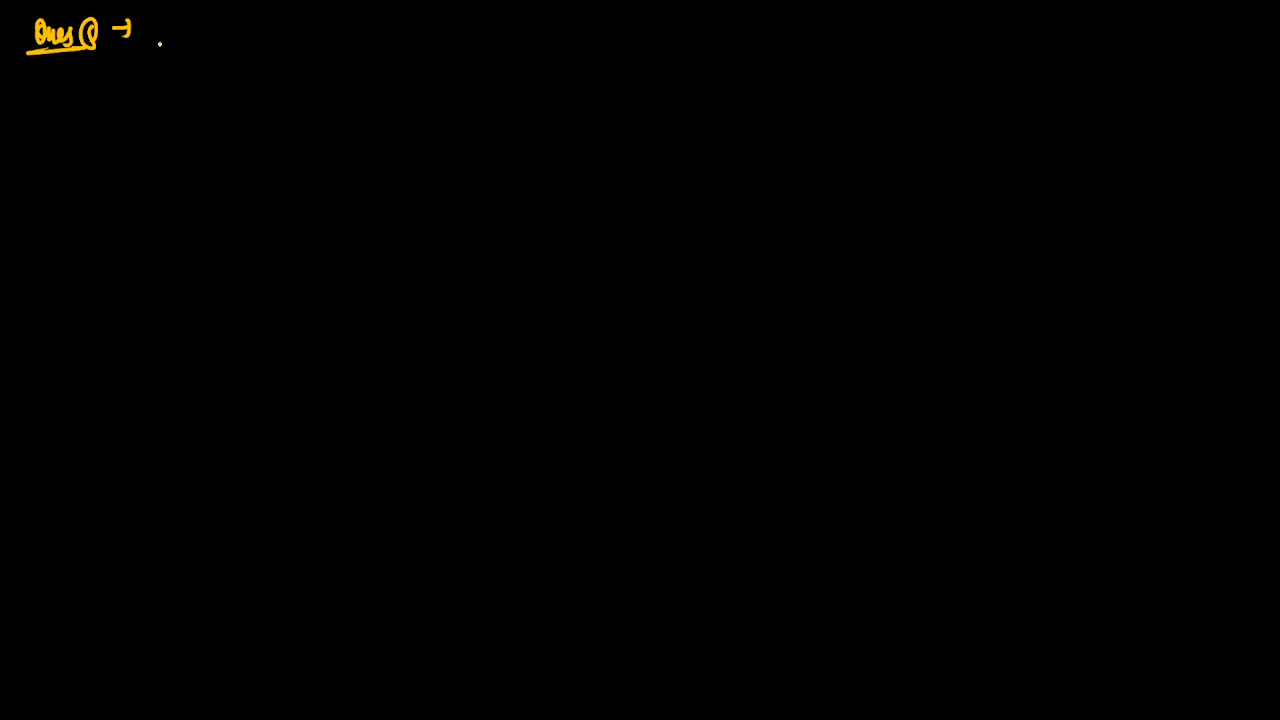 Ques Q →